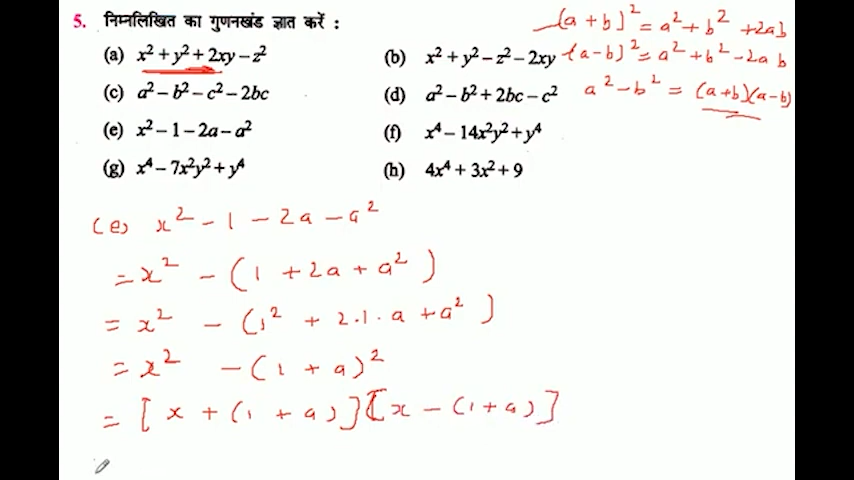 5. निम्नलिखित का गुणनखंड ज्ञात करें :
(a + b)² = a² + b² + 2ab
(a) x² + y² + 2xy – z² (b) x² + y² – z² – 2xy
(a – b)² = a² + b² – 2ab
(c) a² – b² – c² – 2bc (d) a² – b² + 2bc – c²
a² – b² = (a+b)(a–b)
(e) x² – 1 – 2a – a² (f) x⁴ – 14x²y² + y⁴
(g) x⁴ – 7x²y² + y⁴ (h) 4x⁴ + 3x² + 9
(e) x² – 1 – 2a – a²
= x² – (1 + 2a + a²)
= x² – (1² + 2.1.a + a²)
= x² – (1 + a)²
= [x + (1 + a)][x – (1+a)]